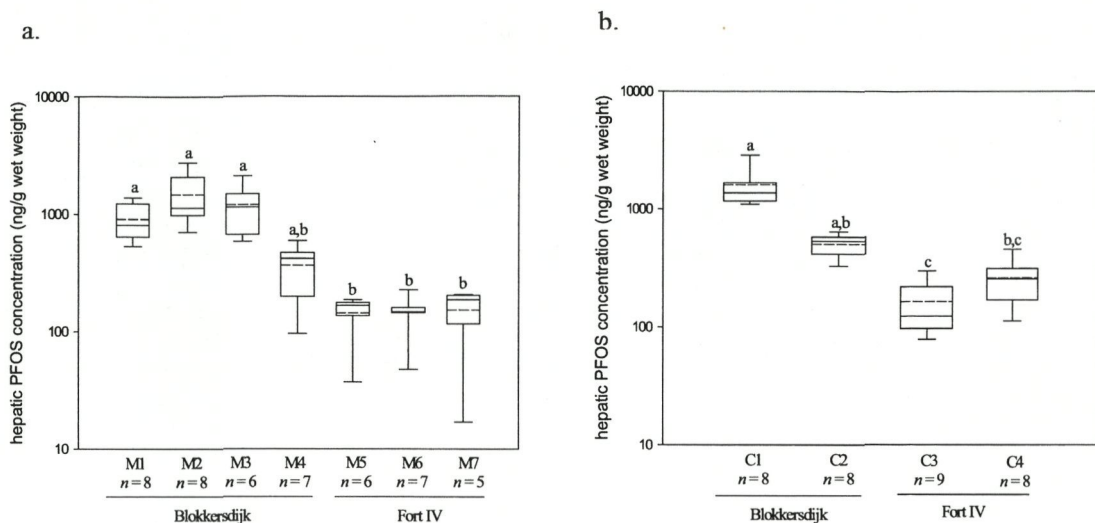 a.
hepatic PFOS concentration (ng/g wet weight)
10000
1000
100
10
a
a
a
a,b
b
b
b
M1 M2 M3 M4 M5 M6 M7
n=8 n=8 n=6 n=7 n=6 n=7 n=5
Blokkersdijk Fort IV
b.
hepatic PFOS concentration (ng/g wet weight)
10000
1000
100
10
a
a,b
c
b,c
C1 C2 C3 C4
n=8 n=8 n=9 n=8
Blokkersdijk Fort IV